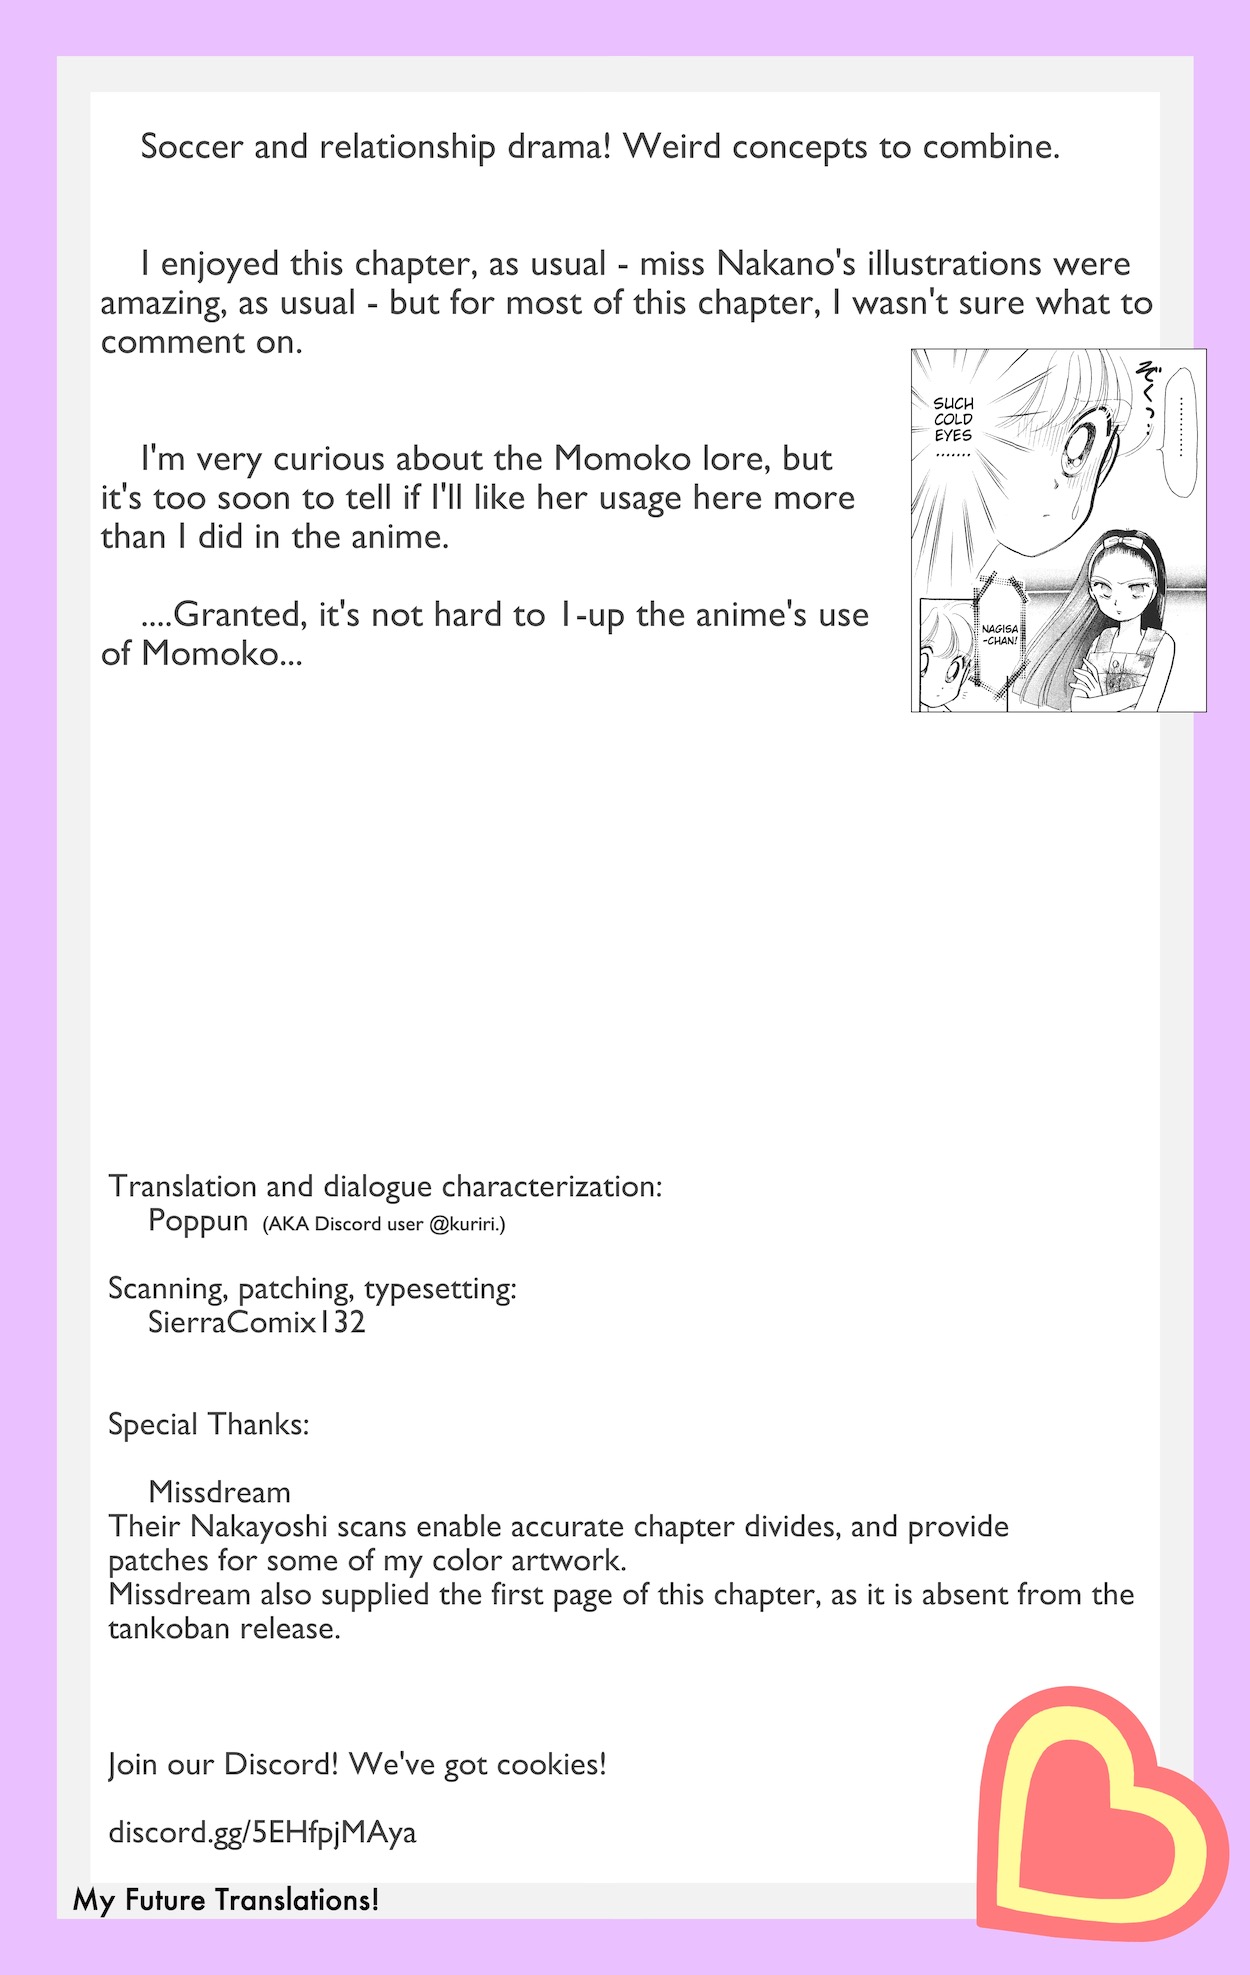 Soccer and relationship drama! Weird concepts to combine.
I enjoyed this chapter, as usual - miss Nakano's illustrations were
amazing, as usual - but for most of this chapter, I wasn't sure what to
comment on.
SUCH
COLD
EYES
.......
ぞくっ··
..........
NAGISA
-CHAN!
I'm very curious about the Momoko lore, but
it's too soon to tell if I'll like her usage here more
than I did in the anime.
....Granted, it's not hard to 1-up the anime's use
of Momoko...
Translation and dialogue characterization:
Poppun (AKA Discord user @kuriri.)
Scanning, patching, typesetting:
SierraComix132
Special Thanks:
Missdream
Their Nakayoshi scans enable accurate chapter divides, and provide
patches for some of my color artwork.
Missdream also supplied the first page of this chapter, as it is absent from the
tankoban release.
Join our Discord! We've got cookies!
discord.gg/5EHfpjMAya
My Future Translations!